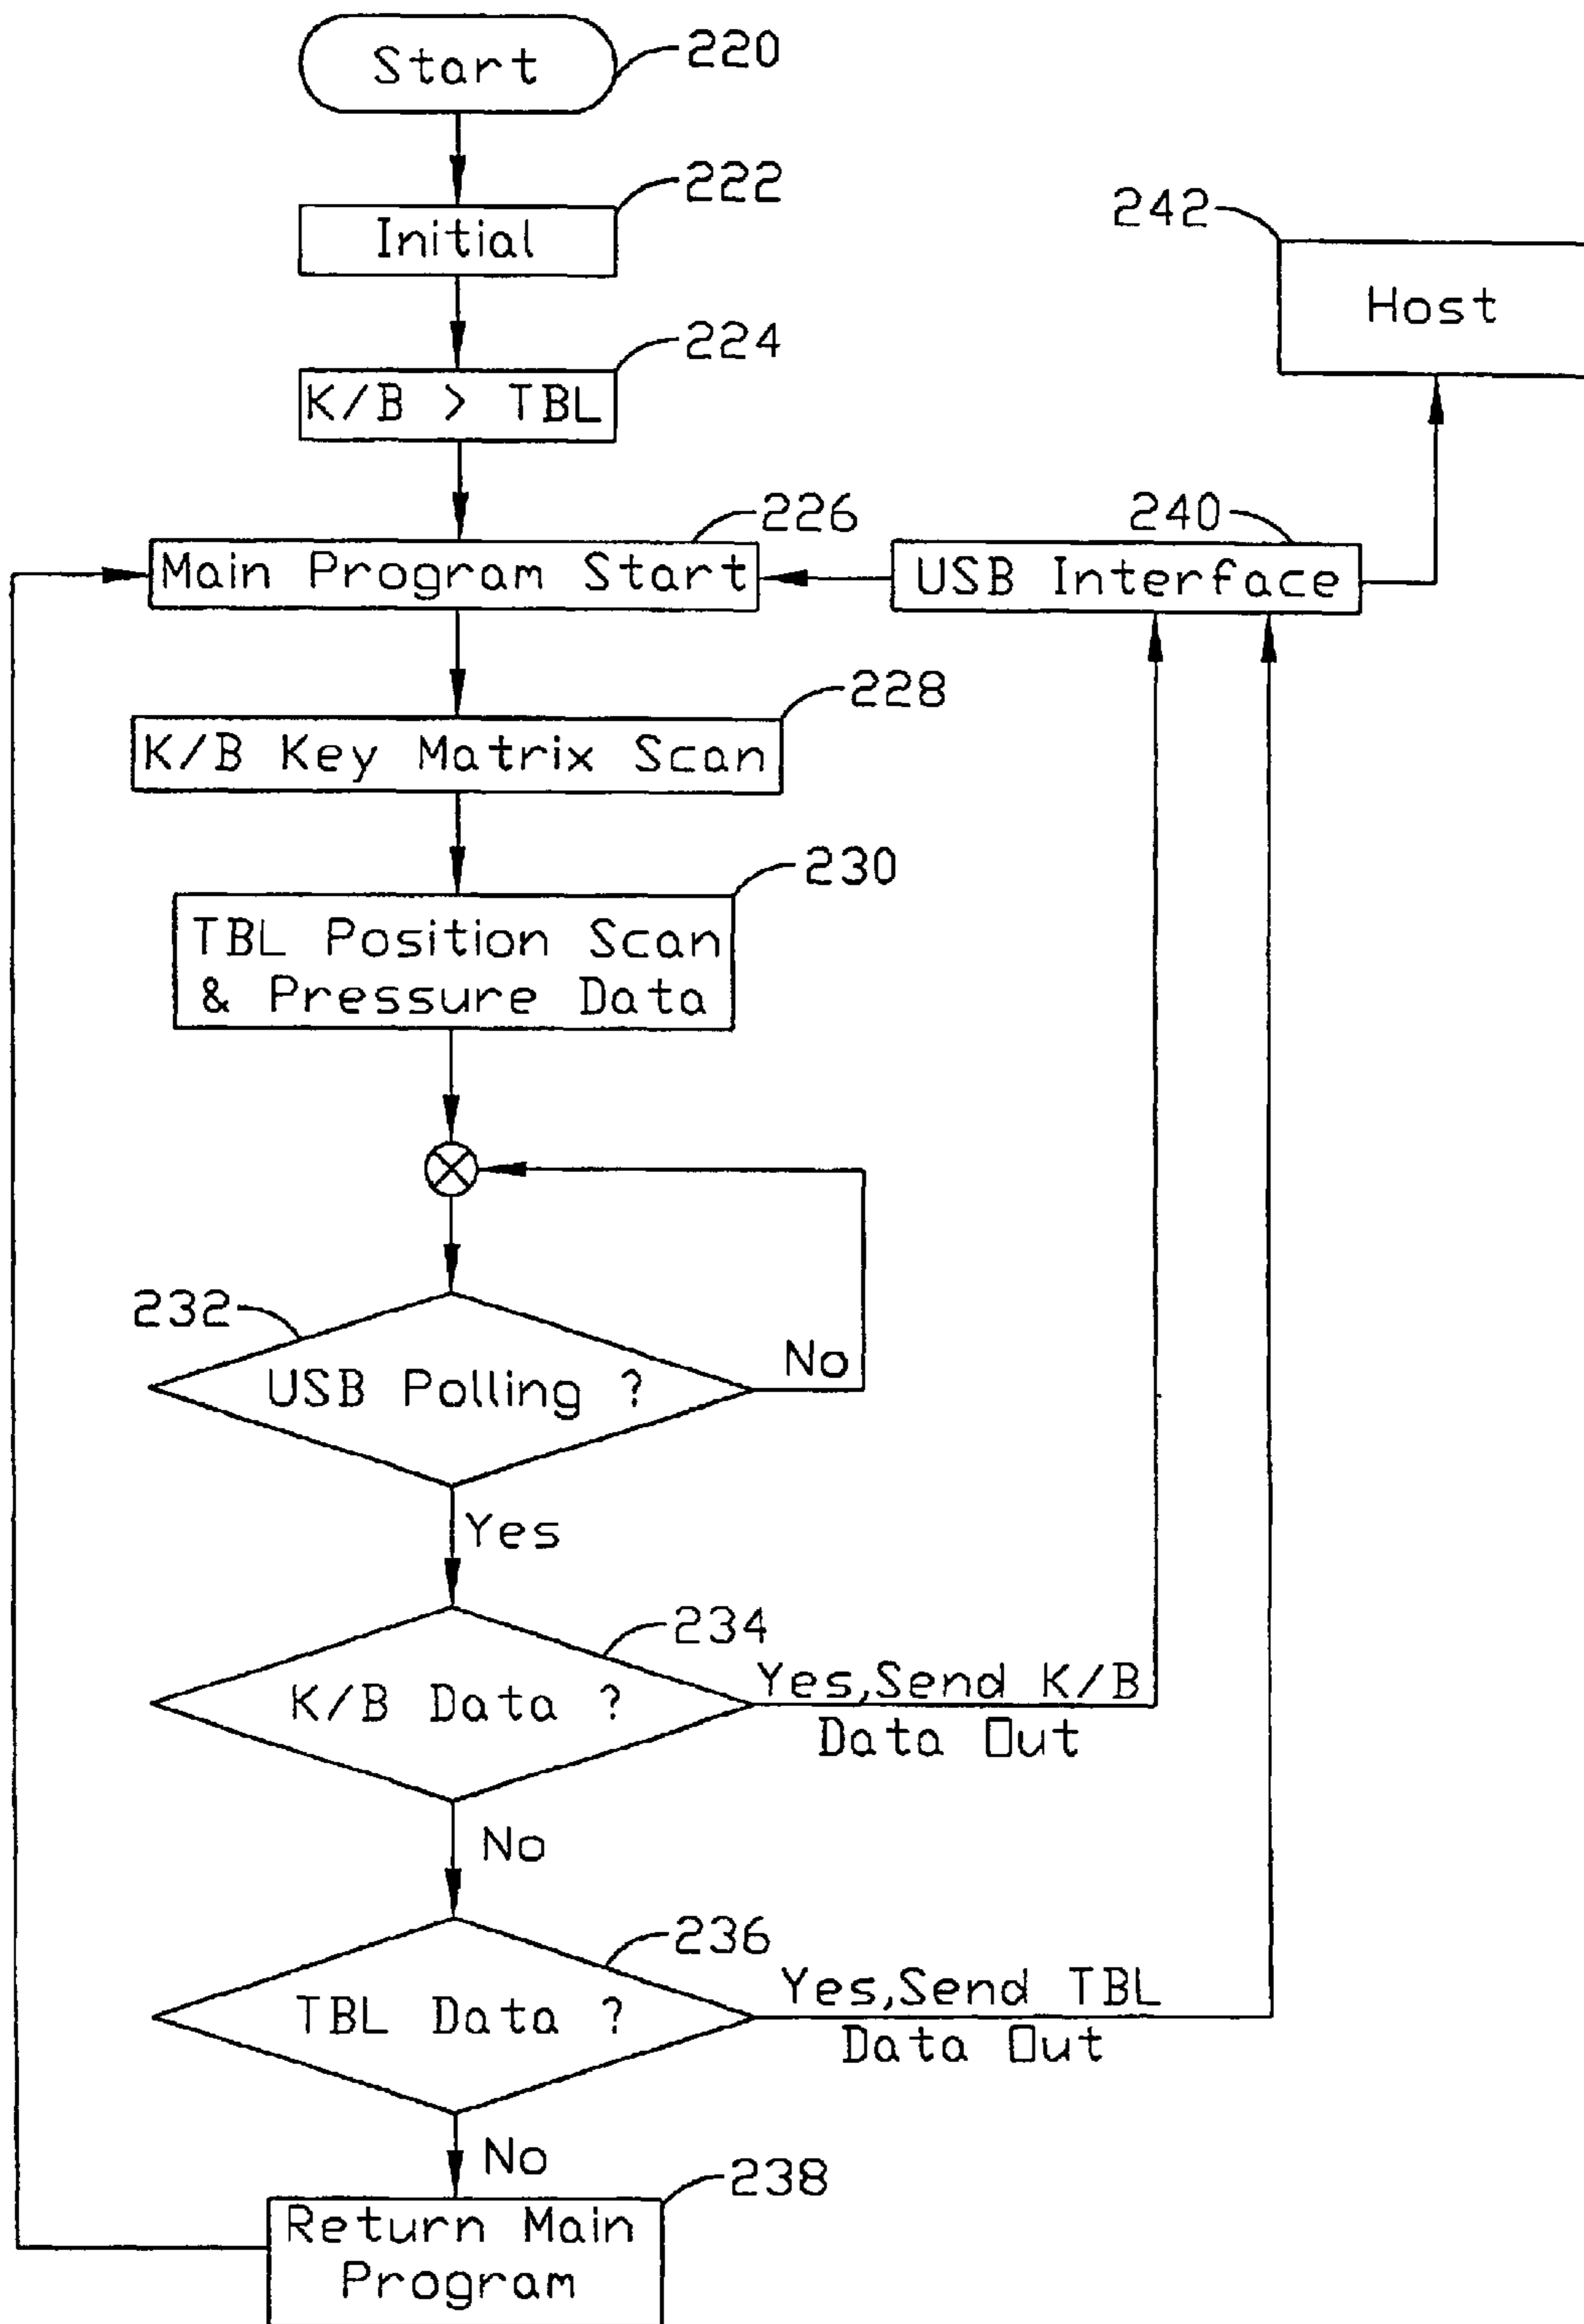 Start
220
222
Initial
242
Host
224
K/B > TBL
226
Main Program Start
240
USB Interface
228
K/B Key Matrix Scan
230
TBL Position Scan
& Pressure Data
232
USB Polling ?
No
Yes
234
K/B Data ?
Yes,Send K/B
Data Out
No
236
TBL Data ?
Yes,Send TBL
Data Out
No
238
Return Main
Program